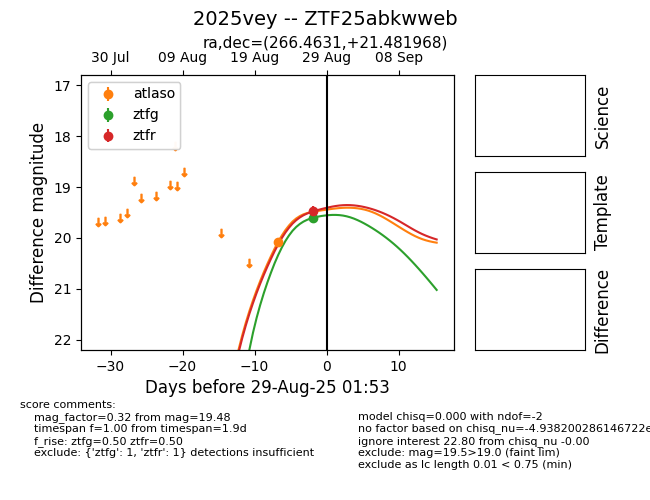 2025vey -- ZTF25abkwweb
ra,dec=(266.4631,+21.481968)
30 Jul 09 Aug 19 Aug 29 Aug 08 Sep
atlaso
ztfg
ztfr
17
18
19
20
21
22
Difference magnitude
−30 −20 −10 0 10
Days before 29-Aug-25 01:53
Science
Template
Difference
score comments:
mag_factor=0.32 from mag=19.48
timespan f=1.00 from timespan=1.9d
f_rise: ztfg=0.50 ztfr=0.50
exclude: {'ztfg': 1, 'ztfr': 1} detections insufficient
model chisq=0.000 with ndof=-2
no factor based on chisq_nu=-4.938200286146722e
ignore interest 22.80 from chisq_nu -0.00
exclude: mag=19.5>19.0 (faint lim)
exclude as lc length 0.01 < 0.75 (min)